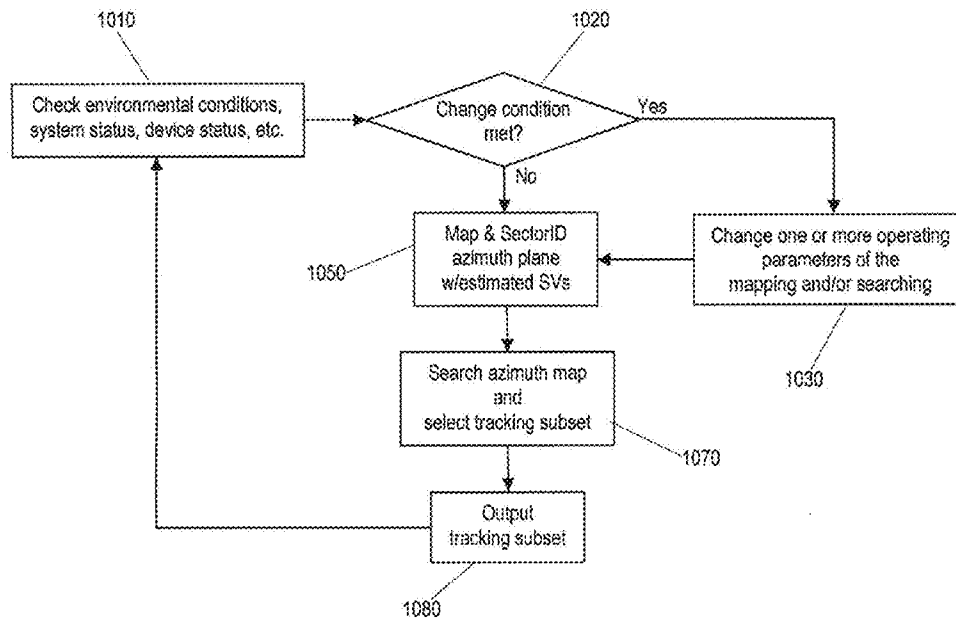 1010
1020
Check environmental conditions,
system status, device status, etc.
Change condition
met?
Yes
No
Map & SectorID
azimuth plane
w/estimated SVs
1050
Change one or more operating
parameters of the
mapping and/or searching
1030
Search azimuth map
and
select tracking subset
1070
Output
tracking subset
1080